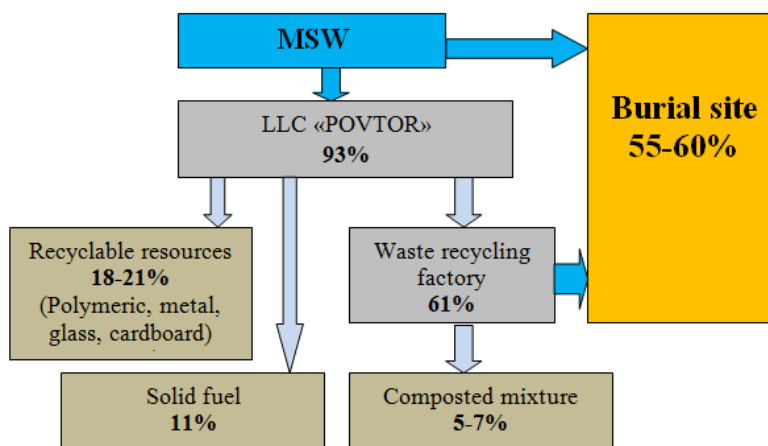 MSW
Burial site
55-60%
LLC «POVTOR»
93%
Recyclable resources
18-21%
(Polymeric, metal,
glass, cardboard)
Waste recycling
factory
61%
Solid fuel
11%
Composted mixture
5-7%